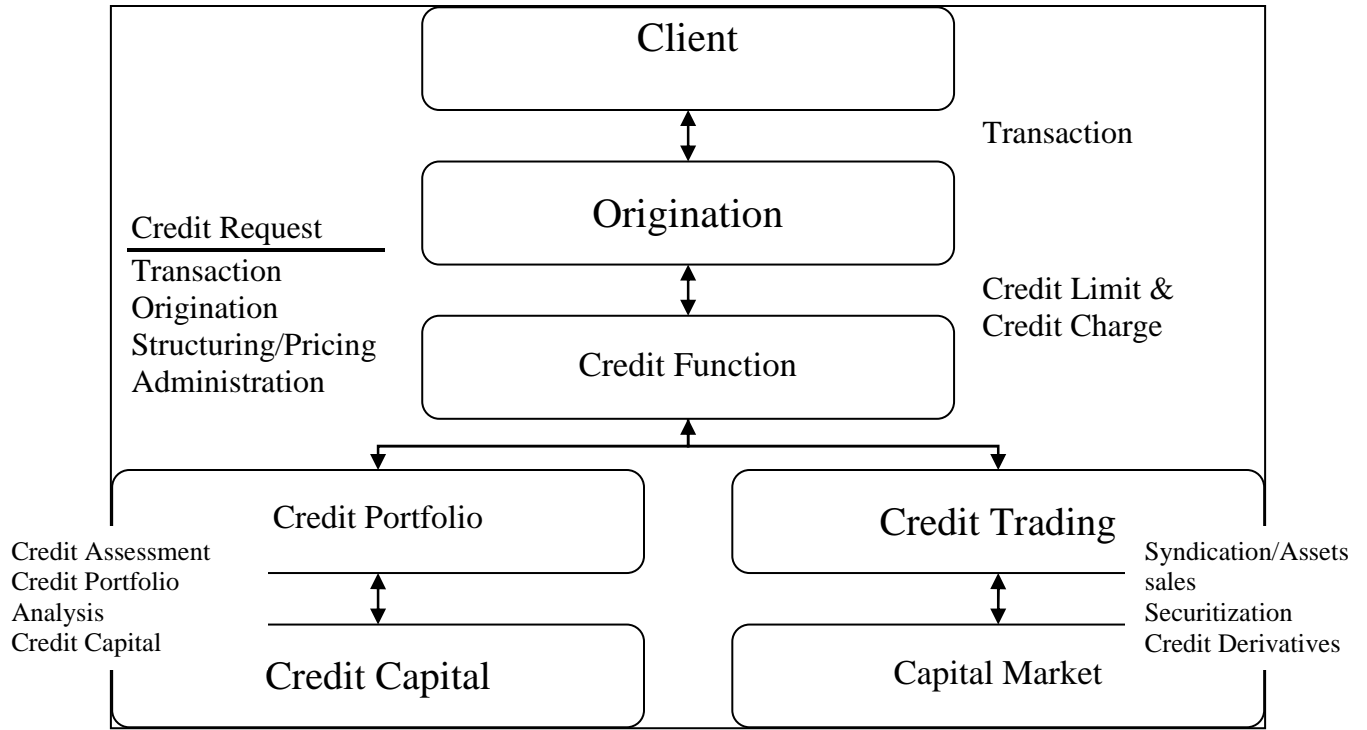 Client
Transaction
Origination
Credit Request
Transaction
Origination
Structuring/Pricing
Administration
Credit Limit &
Credit Charge
Credit Function
Credit Portfolio
Credit Trading
Credit Assessment
Credit Portfolio
Analysis
Credit Capital
Syndication/Assets
sales
Securitization
Credit Derivatives
Credit Capital
Capital Market